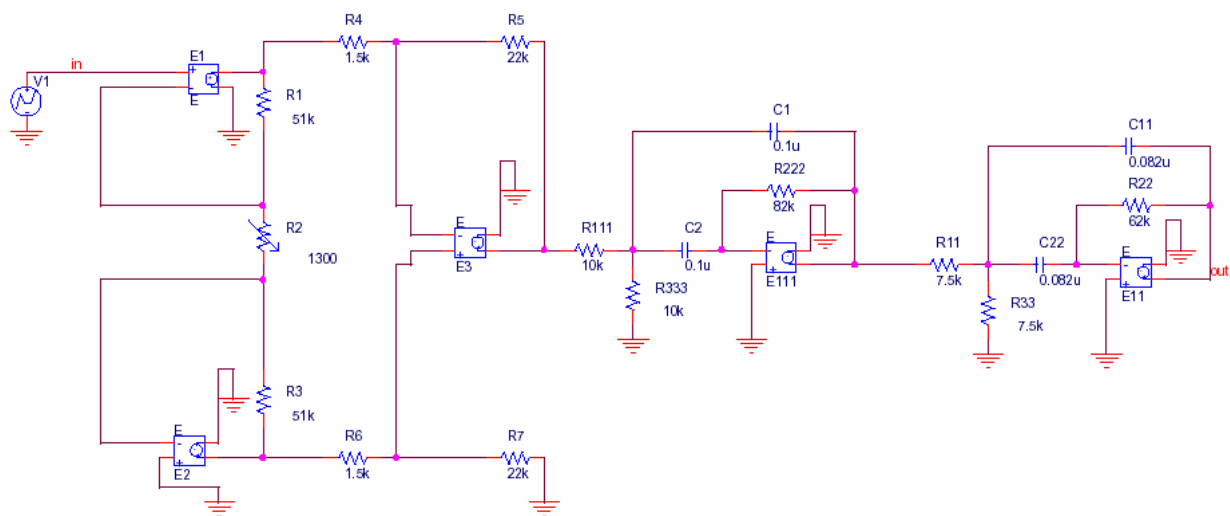 in
V1
E1
+
-
E
R1
51k
R4
1.5k
R5
22k
R2
1300
R3
51k
E
-
+
E2
R6
1.5k
R7
22k
-
+
E
E3
R111
10k
R333
10k
C1
0.1u
R222
82k
C2
0.1u
E
-
+
E111
R11
7.5k
R33
7.5k
C11
0.082u
R22
62k
C22
0.082u
E
-
+
E11
out